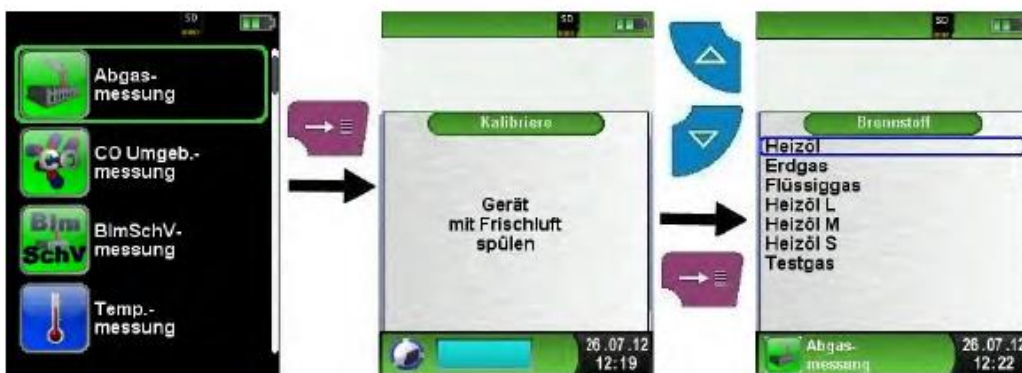 SD
Abgas-
messung
CO Umgeb.-
messung
BImSchV-
messung
BIm
SchV
Temp.-
messung
SD
Kalibriere
Gerät
mit Frischluft
spülen
26.07.12
12:19
SD
Brennstoff
Heizöl
Erdgas
Flüssiggas
Heizöl L
Heizöl M
Heizöl S
Testgas
Abgas-
messung
26.07.12
12:22